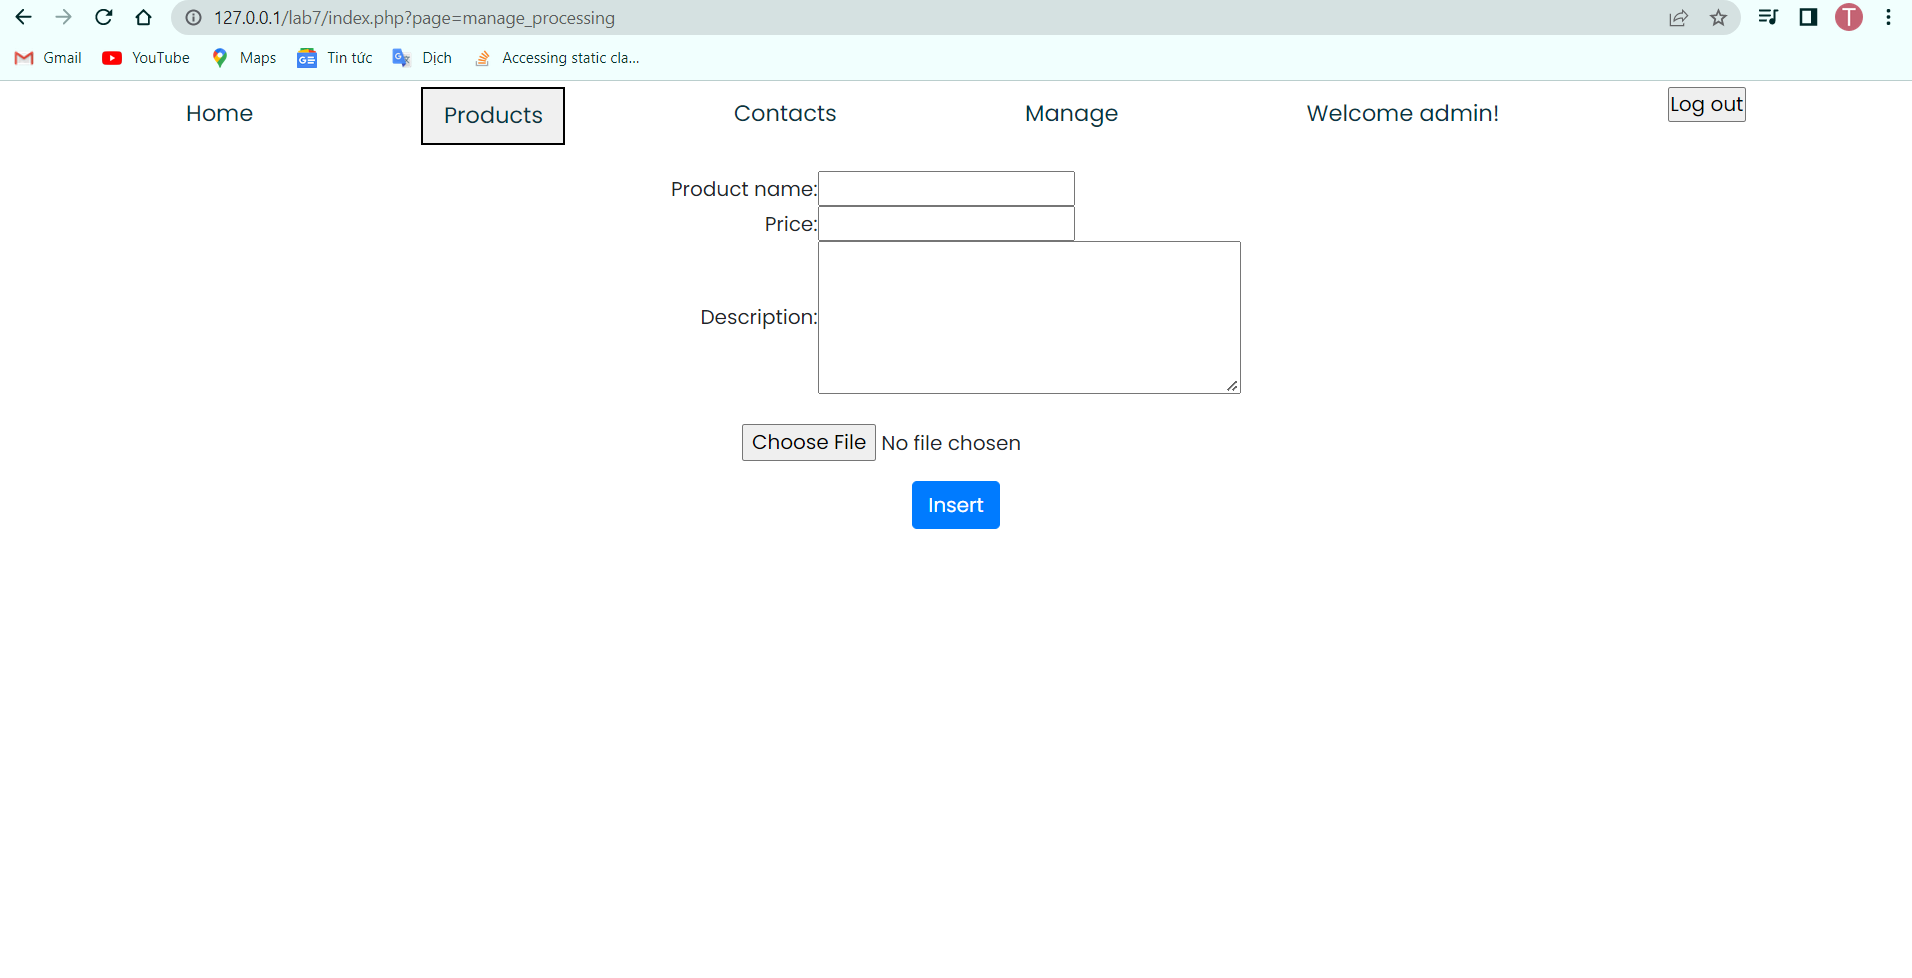 127.0.0.1/lab7/index.php?page=manage_processing
T
Gmail YouTube Maps Tin tức Dịch Accessing static cla...
Home Products Contacts Manage Welcome admin! Log out
Product name:
Price:
Description:
Choose File No file chosen
Insert